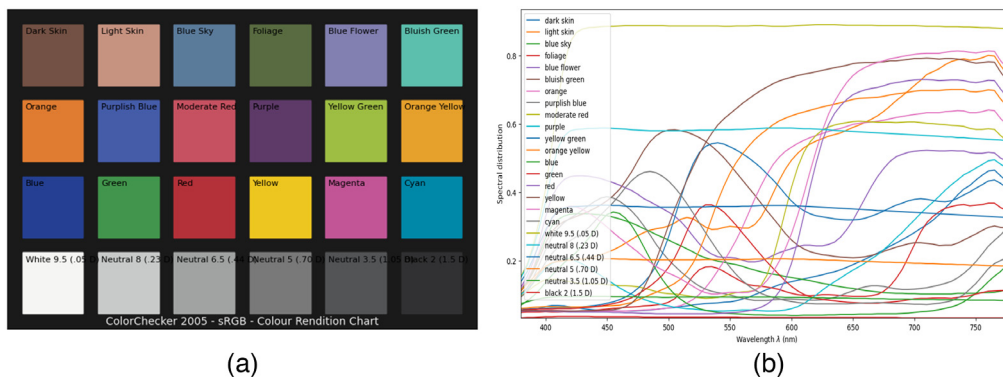 Dark Skin Light Skin Blue Sky Foliage Blue Flower Bluish Green
Orange Purplish Blue Moderate Red Purple Yellow Green Orange Yellow
Blue Green Red Yellow Magenta Cyan
White 9.5 (.05 D) Neutral 8 (.23 D) Neutral 6.5 (.44 D) Neutral 5 (.70 D) Neutral 3.5 (1.05 D) Black 2 (1.5 D)
ColorChecker 2005 - sRGB - Colour Rendition Chart
(a)
dark skin
light skin
blue sky
foliage
blue flower
bluish green
orange
purplish blue
moderate red
purple
yellow green
orange yellow
blue
green
red
yellow
magenta
cyan
white 9.5 (.05 D)
neutral 8 (.23 D)
neutral 6.5 (.44 D)
neutral 5 (.70 D)
neutral 3.5 (1.05 D)
black 2 (1.5 D)
Spectral distribution
0.8
0.6
0.4
0.2
400 450 500 550 600 650 700 750
Wavelength λ (nm)
(b)